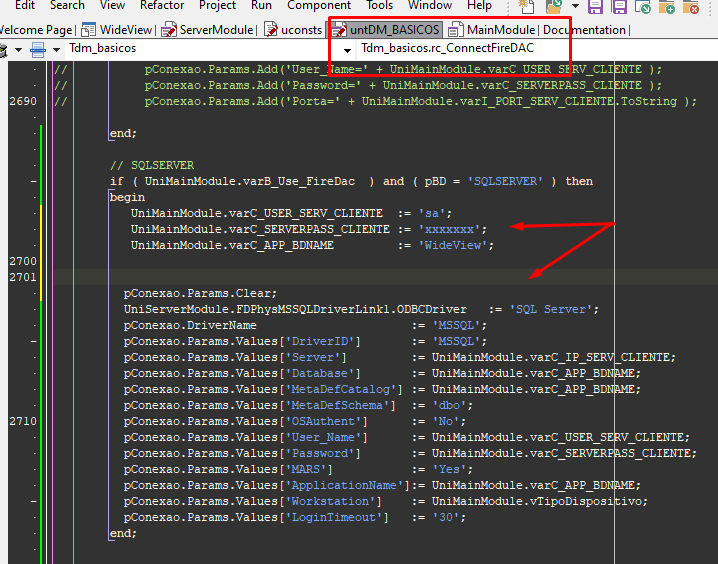 View Refactor Project Run Component Tools Window Help
Welcome Page WideView ServerModule uconsts untDM_BASICOS MainModule Documentation
Tdm_basicos Tdm_basicos.rc_ConnectFireDAC
// pConexao.Params.Add('User_Name=' + UniMainModule.varC_USER_SERV_CLIENTE );
// pConexao.Params.Add('Password=' + UniMainModule.varC_SERVERPASS_CLIENTE );
2690 // pConexao.Params.Add('Porta=' + UniMainModule.varI_PORT_SERV_CLIENTE.ToString );
end;
// SQLSERVER
if ( UniMainModule.varB_Use_FireDac ) and ( pBD = 'SQLSERVER' ) then
begin
UniMainModule.varC_USER_SERV_CLIENTE := 'sa';
UniMainModule.varC_SERVERPASS_CLIENTE := 'xxxxxxx';
UniMainModule.varC_APP_BDNAME := 'WideView';
2700
2701
pConexao.Params.Clear;
UniServerModule.FDPhysMSSQLDriverLink1.ODBCDriver := 'SQL Server';
pConexao.DriverName := 'MSSQL';
pConexao.Params.Values['DriverID'] := 'MSSQL';
pConexao.Params.Values['Server'] := UniMainModule.varC_IP_SERV_CLIENTE;
pConexao.Params.Values['Database'] := UniMainModule.varC_APP_BDNAME;
pConexao.Params.Values['MetaDefCatalog'] := UniMainModule.varC_APP_BDNAME;
pConexao.Params.Values['MetaDefSchema'] := 'dbo';
2710 pConexao.Params.Values['OSAuthent'] := 'No';
pConexao.Params.Values['User_Name'] := UniMainModule.varC_USER_SERV_CLIENTE;
pConexao.Params.Values['Password'] := UniMainModule.varC_SERVERPASS_CLIENTE;
pConexao.Params.Values['MARS'] := 'Yes';
pConexao.Params.Values['ApplicationName']:= UniMainModule.varC_APP_BDNAME;
pConexao.Params.Values['Workstation'] := UniMainModule.vTipoDispositivo;
pConexao.Params.Values['LoginTimeout'] := '30';
end;